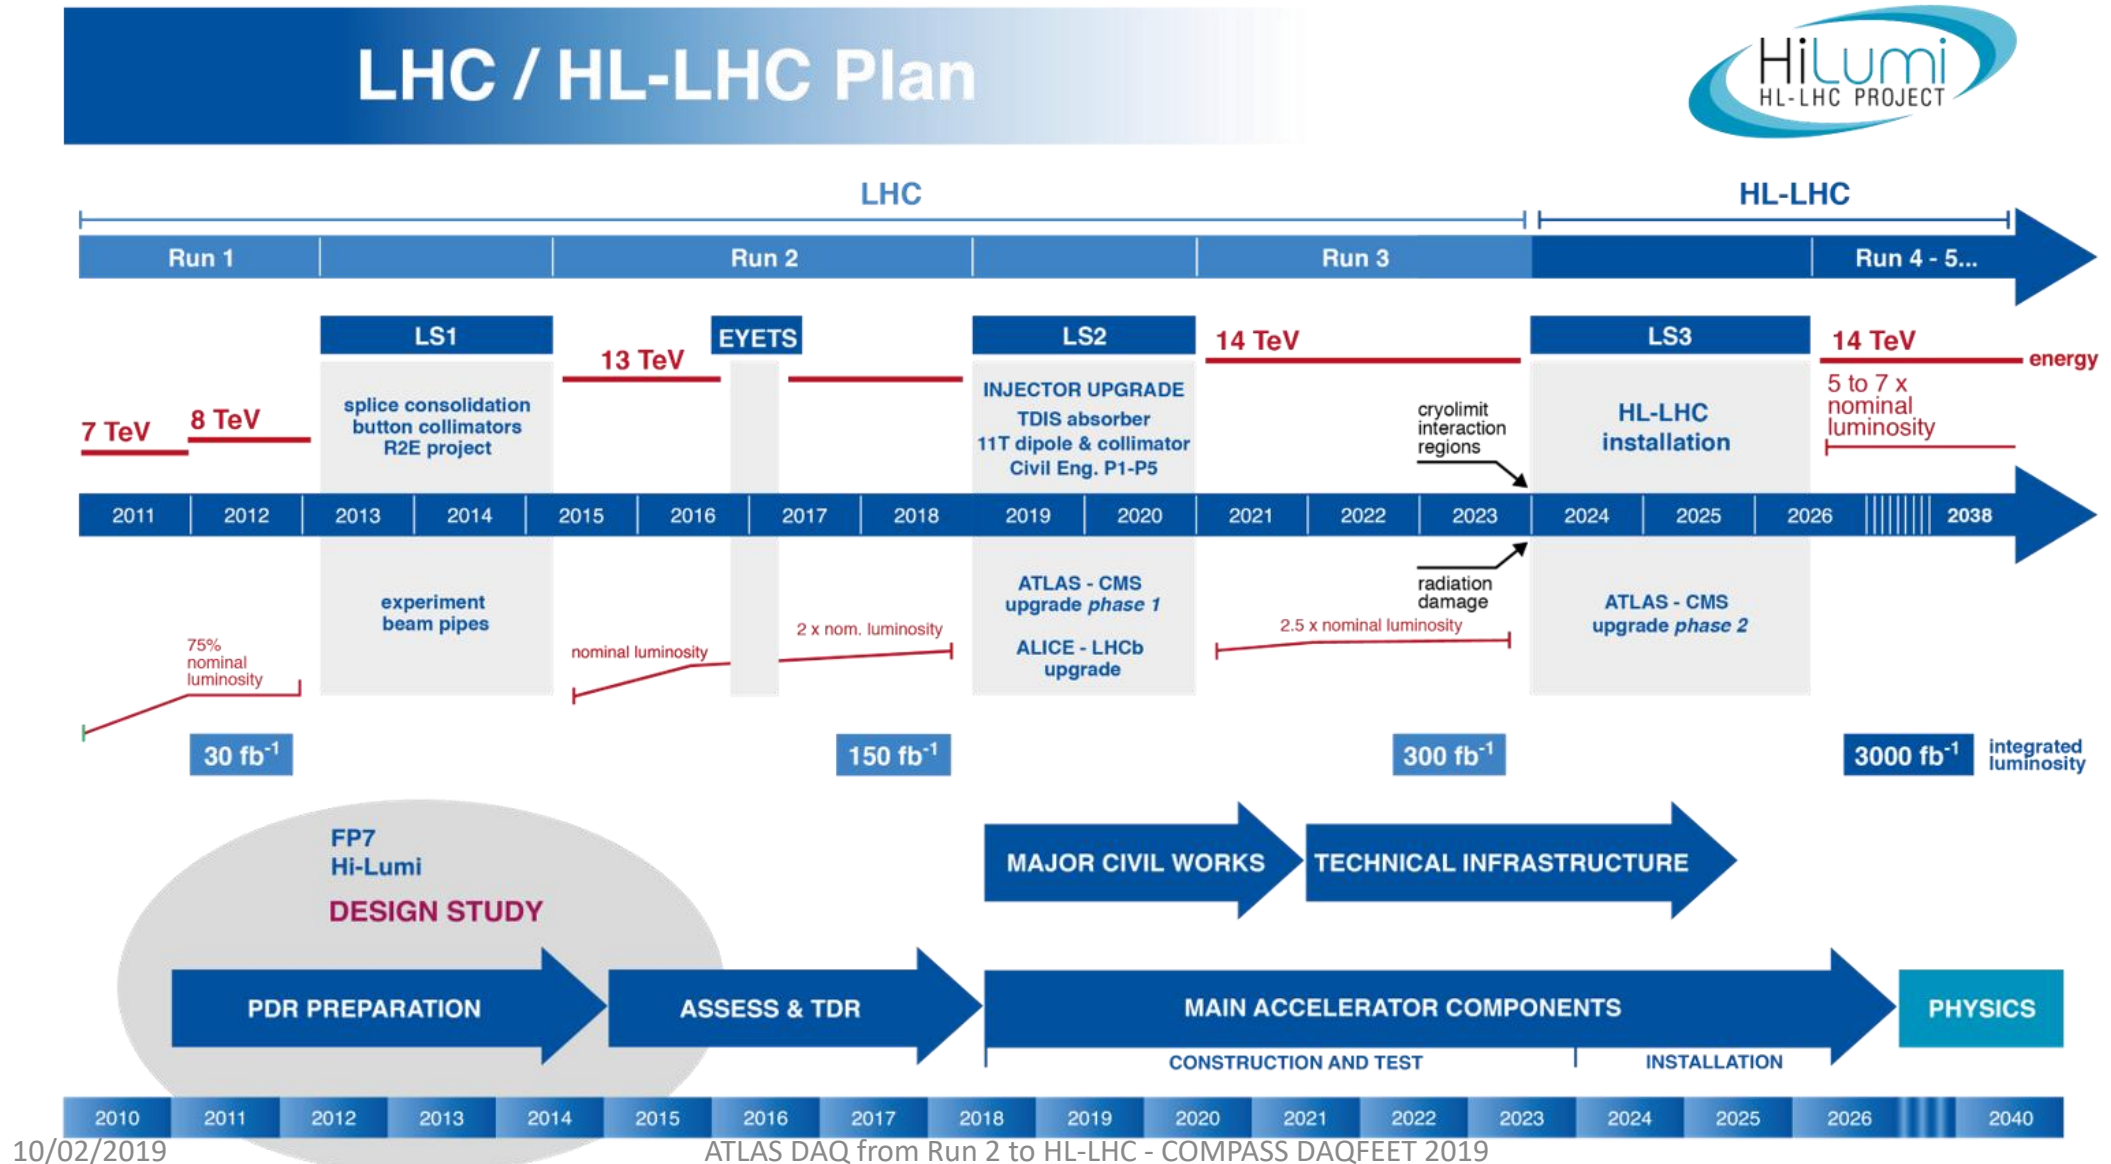 LHC / HL-LHC Plan
HiLumi
HL-LHC PROJECT
LHC
HL-LHC
Run 1
Run 2
Run 3
Run 4 - 5...
LS1
EYETS
LS2
LS3
13 TeV
14 TeV
14 TeV
energy
7 TeV
8 TeV
splice consolidation
button collimators
R2E project
INJECTOR UPGRADE
TDIS absorber
11T dipole & collimator
Civil Eng. P1-P5
cryolimit
interaction
regions
HL-LHC
installation
5 to 7 x
nominal
luminosity
2011 2012 2013 2014 2015 2016 2017 2018 2019 2020 2021 2022 2023 2024 2025 2026 2038
experiment
beam pipes
ATLAS - CMS
upgrade phase 1
ALICE - LHCb
upgrade
radiation
damage
ATLAS - CMS
upgrade phase 2
75%
nominal
luminosity
nominal luminosity
2 x nom. luminosity
2.5 x nominal luminosity
30 fb-1
150 fb-1
300 fb-1
3000 fb-1
integrated
luminosity
FP7
Hi-Lumi
DESIGN STUDY
MAJOR CIVIL WORKS
TECHNICAL INFRASTRUCTURE
PDR PREPARATION
ASSESS & TDR
MAIN ACCELERATOR COMPONENTS
PHYSICS
CONSTRUCTION AND TEST
INSTALLATION
2010 2011 2012 2013 2014 2015 2016 2017 2018 2019 2020 2021 2022 2023 2024 2025 2026 2040
10/02/2019
ATLAS DAQ from Run 2 to HL-LHC - COMPASS DAQFEET 2019